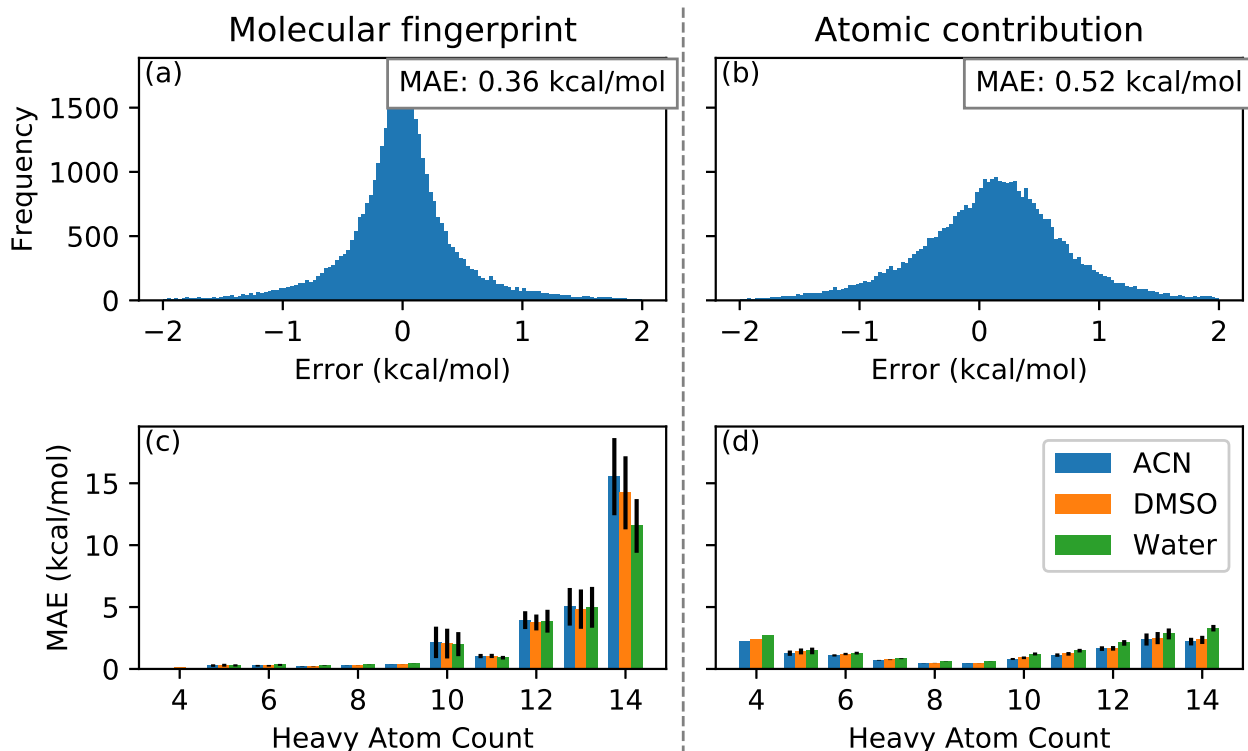 Molecular fingerprint
Atomic contribution
(a)
MAE: 0.36 kcal/mol
(b)
MAE: 0.52 kcal/mol
Frequency
1500
1000
500
0
−2 −1 0 1 2
−2 −1 0 1 2
Error (kcal/mol)
Error (kcal/mol)
(c)
(d)
MAE (kcal/mol)
15
10
5
0
ACN
DMSO
Water
4 6 8 10 12 14
4 6 8 10 12 14
Heavy Atom Count
Heavy Atom Count